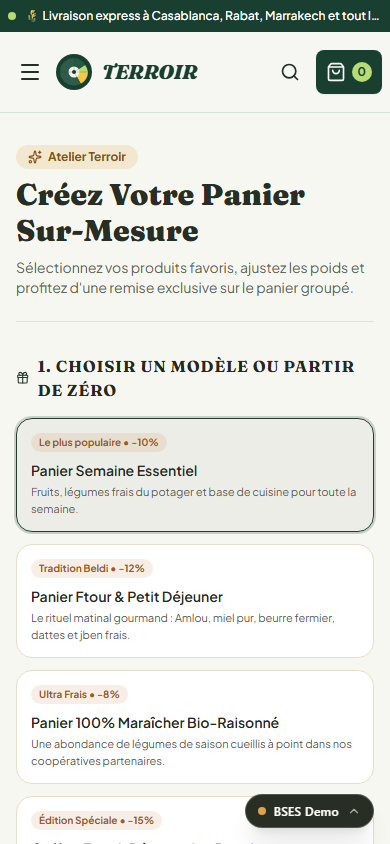 Livraison express à Casablanca, Rabat, Marrakech et tout l...
TERROIR
0
Atelier Terroir
Créez Votre Panier
Sur-Mesure
Sélectionnez vos produits favoris, ajustez les poids et
profitez d'une remise exclusive sur le panier groupé.
1. CHOISIR UN MODÈLE OU PARTIR
DE ZÉRO
Le plus populaire • -10%
Panier Semaine Essentiel
Fruits, légumes frais du potager et base de cuisine pour toute la
semaine.
Tradition Beldi • -12%
Panier Ftour & Petit Déjeuner
Le rituel matinal gourmand : Amlou, miel pur, beurre fermier,
dattes et jben frais.
Ultra Frais • -8%
Panier 100% Maraîcher Bio-Raisonné
Une abondance de légumes de saison cueillis à point dans nos
coopératives partenaires.
Édition Spéciale • -15%
BSES Demo